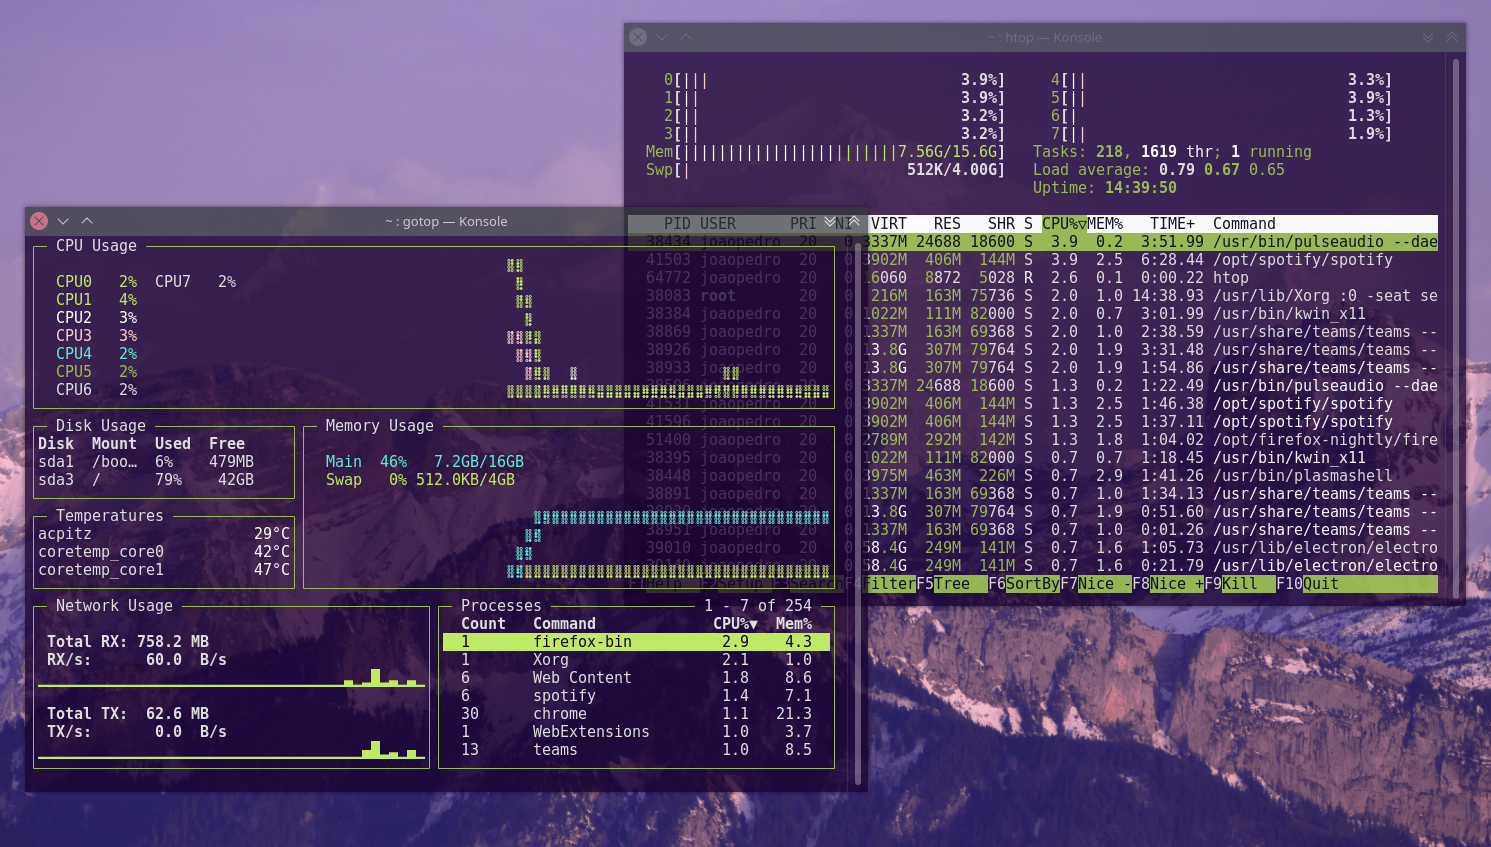 ~ : htop — Konsole
0[||| 3.9%] 4[|| 3.3%]
1[|| 3.9%] 5[|| 3.9%]
2[|| 3.2%] 6[| 1.3%]
3[|| 3.2%] 7[|| 1.9%]
Mem[||||||||||||||||||||||||7.56G/15.6G] Tasks: 218, 1619 thr; 1 running
Swp[| 512K/4.00G] Load average: 0.79 0.67 0.65
Uptime: 14:39:50
PID USER PRI NI VIRT RES SHR S CPU%▽MEM% TIME+ Command
38434 joaopedro 20 0 3337M 24688 18600 S 3.9 0.2 3:51.99 /usr/bin/pulseaudio --dae
41503 joaopedro 20 0 3902M 406M 144M S 3.9 2.5 6:28.44 /opt/spotify/spotify
64772 joaopedro 20 0 16060 8872 5028 R 2.6 0.1 0:00.22 htop
38083 root 20 0 216M 163M 75736 S 2.0 1.0 14:38.93 /usr/lib/Xorg :0 -seat se
38384 joaopedro 20 0 1022M 111M 82000 S 2.0 0.7 3:01.99 /usr/bin/kwin_x11
38869 joaopedro 20 0 1337M 163M 69368 S 2.0 1.0 2:38.59 /usr/share/teams/teams --
38926 joaopedro 20 0 13.8G 307M 79764 S 2.0 1.9 3:31.48 /usr/share/teams/teams --
38933 joaopedro 20 0 13.8G 307M 79764 S 2.0 1.9 1:54.86 /usr/share/teams/teams --
joaopedro 20 0 3337M 24688 18600 S 1.3 0.2 1:22.49 /usr/bin/pulseaudio --dae
41531 joaopedro 20 0 3902M 406M 144M S 1.3 2.5 1:46.38 /opt/spotify/spotify
41596 joaopedro 20 0 3902M 406M 144M S 1.3 2.5 1:37.11 /opt/spotify/spotify
51400 joaopedro 20 0 2789M 292M 142M S 1.3 1.8 1:04.02 /opt/firefox-nightly/fire
38395 joaopedro 20 0 1022M 111M 82000 S 0.7 0.7 1:18.45 /usr/bin/kwin_x11
38448 joaopedro 20 0 3975M 463M 226M S 0.7 2.9 1:41.26 /usr/bin/plasmashell
38891 joaopedro 20 0 1337M 163M 69368 S 0.7 1.0 1:34.13 /usr/share/teams/teams --
joaopedro 20 0 13.8G 307M 79764 S 0.7 1.9 0:51.60 /usr/share/teams/teams --
38951 joaopedro 20 0 1337M 163M 69368 S 0.7 1.0 0:01.26 /usr/share/teams/teams --
39010 joaopedro 20 0 58.4G 249M 141M S 0.7 1.6 1:05.73 /usr/lib/electron/electro
joaopedro 20 0 58.4G 249M 141M S 0.7 1.6 0:21.79 /usr/lib/electron/electro
F1Help F2Setup F3SearchF4FilterF5Tree F6SortByF7Nice -F8Nice +F9Kill F10Quit
~ : gotop — Konsole
CPU Usage
CPU0 2% CPU7 2%
CPU1 4%
CPU2 3%
CPU3 3%
CPU4 2%
CPU5 2%
CPU6 2%
Disk Usage
Disk Mount Used Free
sda1 /boo… 6% 479MB
sda3 / 79% 42GB
Memory Usage
Main 46% 7.2GB/16GB
Swap 0% 512.0KB/4GB
Temperatures
acpitz 29°C
coretemp_core0 42°C
coretemp_core1 47°C
Network Usage
Total RX: 758.2 MB
RX/s: 60.0 B/s
Total TX: 62.6 MB
TX/s: 0.0 B/s
Processes 1 - 7 of 254
Count Command CPU%▼ Mem%
1 firefox-bin 2.9 4.3
1 Xorg 2.1 1.0
6 Web Content 1.8 8.6
6 spotify 1.4 7.1
30 chrome 1.1 21.3
1 WebExtensions 1.0 3.7
13 teams 1.0 8.5